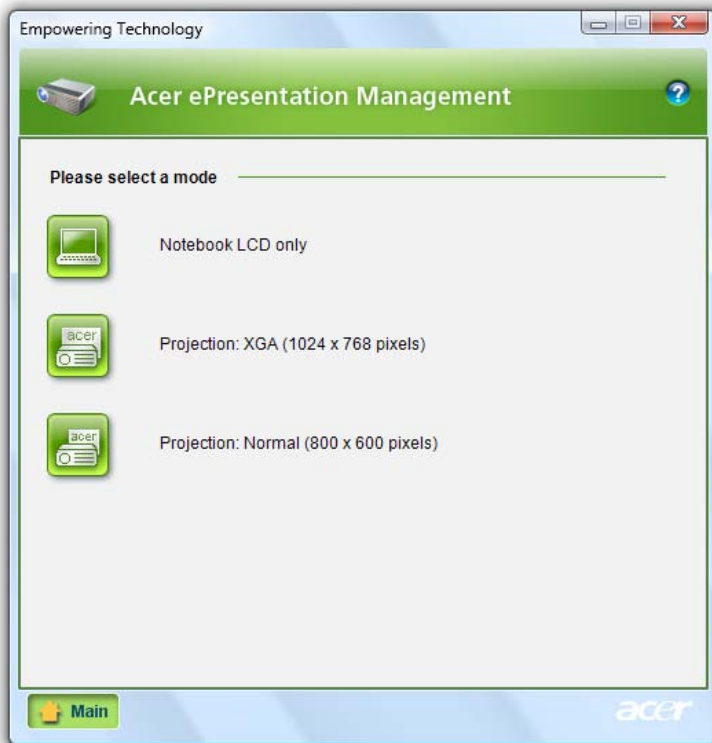 Empowering Technology
Acer ePresentation Management
?
Please select a mode
Notebook LCD only
acer
Projection: XGA (1024 x 768 pixels)
acer
Projection: Normal (800 x 600 pixels)
Main
acer